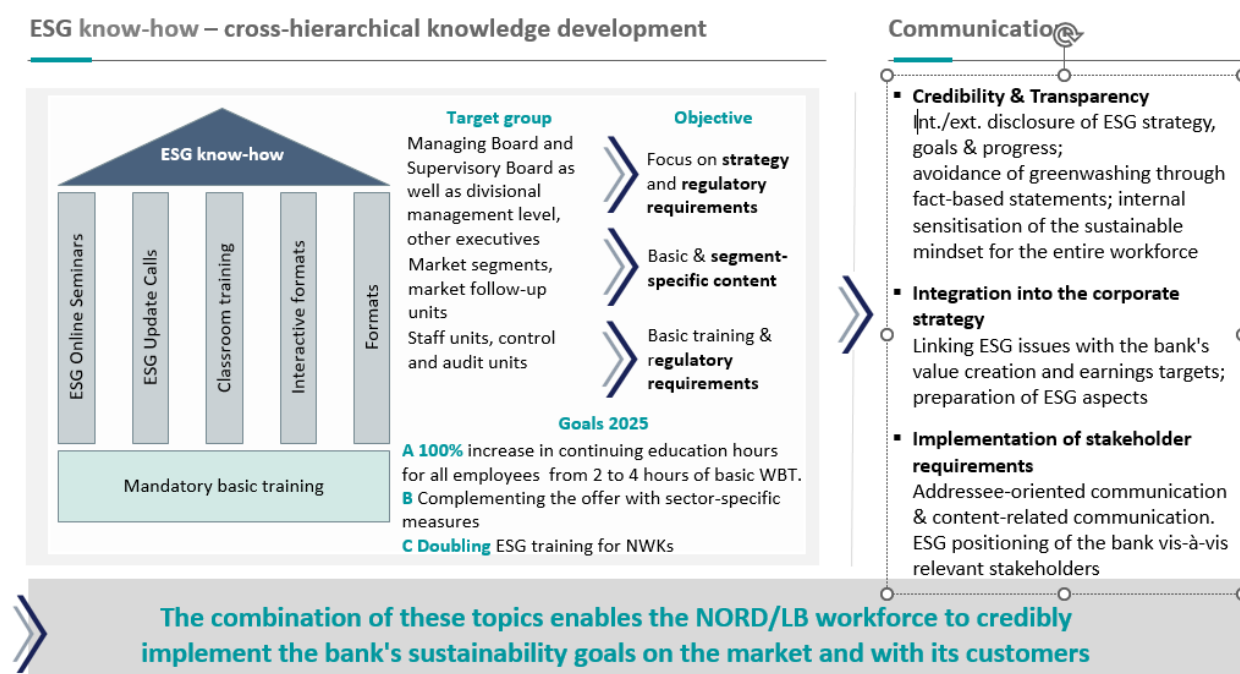 ESG know-how – cross-hierarchical knowledge development
ESG know-how
ESG Online Seminars
ESG Update Calls
Classroom training
Interactive formats
Formats
Mandatory basic training
Target group
Managing Board and
Supervisory Board as
well as divisional
management level,
other executives
Market segments,
market follow-up
units
Staff units, control
and audit units
Objective
Focus on strategy
and regulatory
requirements
Basic & segment-
specific content
Basic training &
regulatory
requirements
Goals 2025
A 100% increase in continuing education hours
for all employees from 2 to 4 hours of basic WBT.
B Complementing the offer with sector-specific
measures
C Doubling ESG training for NWKs
Communication
▪ Credibility & Transparency
Int./ext. disclosure of ESG strategy,
goals & progress;
avoidance of greenwashing through
fact-based statements; internal
sensitisation of the sustainable
mindset for the entire workforce
▪ Integration into the corporate
strategy
Linking ESG issues with the bank's
value creation and earnings targets;
preparation of ESG aspects
▪ Implementation of stakeholder
requirements
Addressee-oriented communication
& content-related communication.
ESG positioning of the bank vis-à-vis
relevant stakeholders
The combination of these topics enables the NORD/LB workforce to credibly
implement the bank's sustainability goals on the market and with its customers